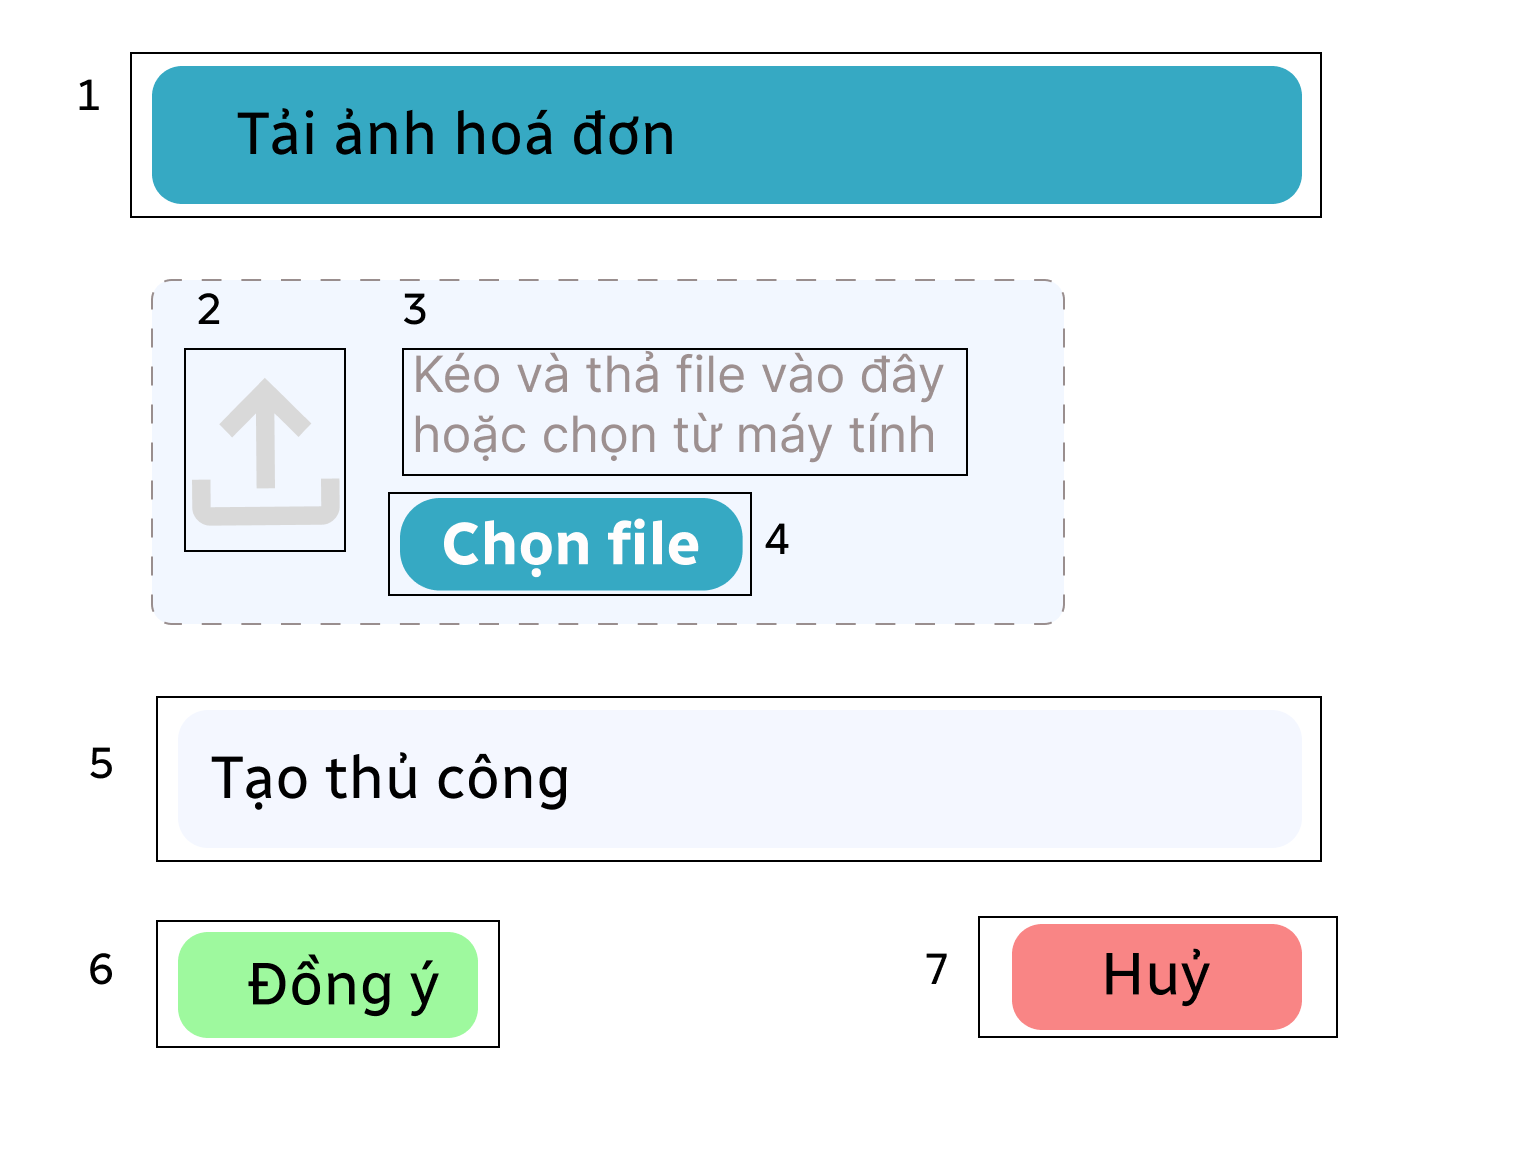 1
Tải ảnh hoá đơn
2
3
Kéo và thả file vào đây
hoặc chọn từ máy tính
Chọn file
4
5
Tạo thủ công
6
Đồng ý
7
Huỷ